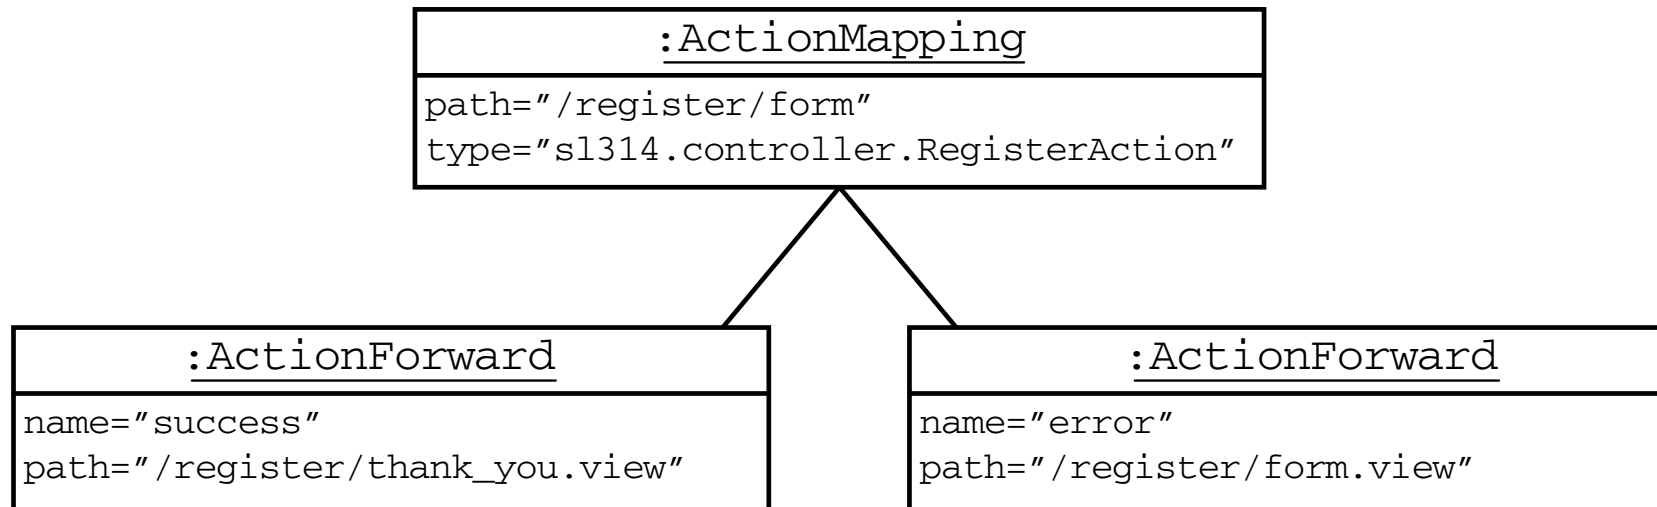 :ActionMapping
path="/register/form"
type="sl314.controller.RegisterAction"
:ActionForward
name="success"
path="/register/thank_you.view"
:ActionForward
name="error"
path="/register/form.view"